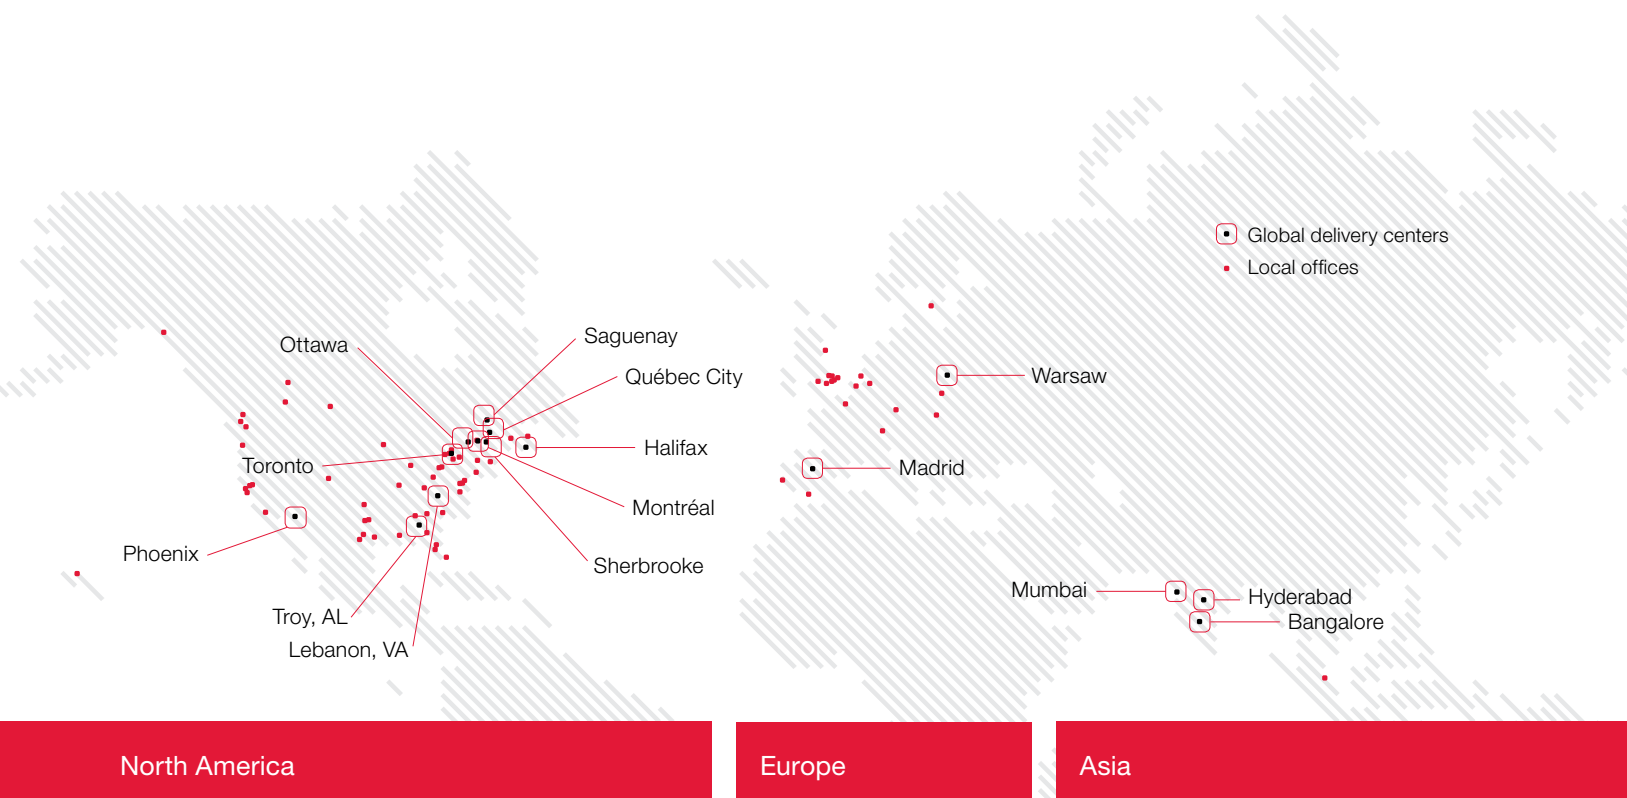 Global delivery centers
Local offices
Ottawa
Saguenay
Québec City
Warsaw
Halifax
Toronto
Madrid
Montréal
Phoenix
Sherbrooke
Mumbai
Hyderabad
Troy, AL
Bangalore
Lebanon, VA
North America
Europe
Asia